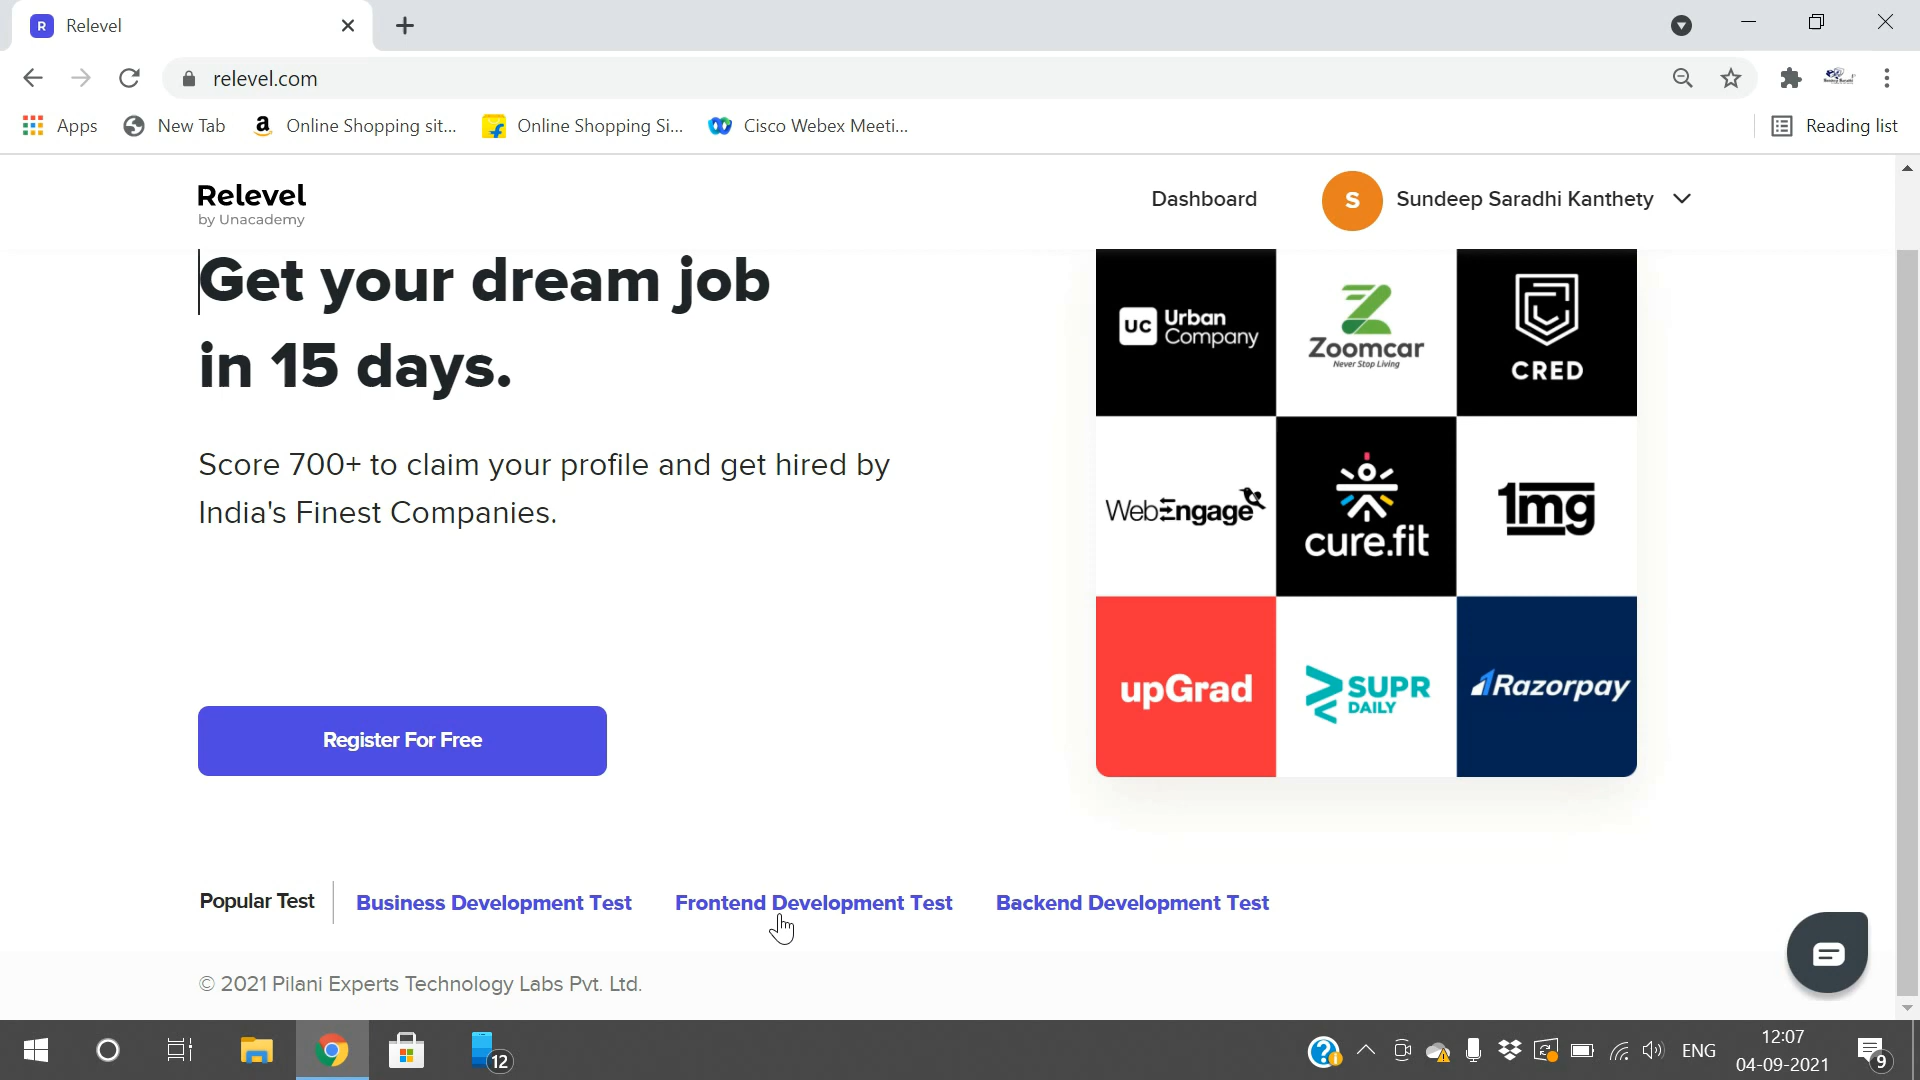 R Relevel
relevel.com
Apps
New Tab
a Online Shopping sit...
Online Shopping Si...
Cisco Webex Meeti...
Reading list
Relevel
by Unacademy
Dashboard
S
Sundeep Saradhi Kanthety
Get your dream job
in 15 days.
Score 700+ to claim your profile and get hired by
India's Finest Companies.
Register For Free
UC Urban
Company
Zoomcar
Never Stop Living
CRED
WebEngage
cure.fit
1mg
upGrad
SUPR
DAILY
Razorpay
Popular Test
Business Development Test
Frontend Development Test
Backend Development Test
© 2021 Pilani Experts Technology Labs Pvt. Ltd.
12
ENG
12:07
04-09-2021
9